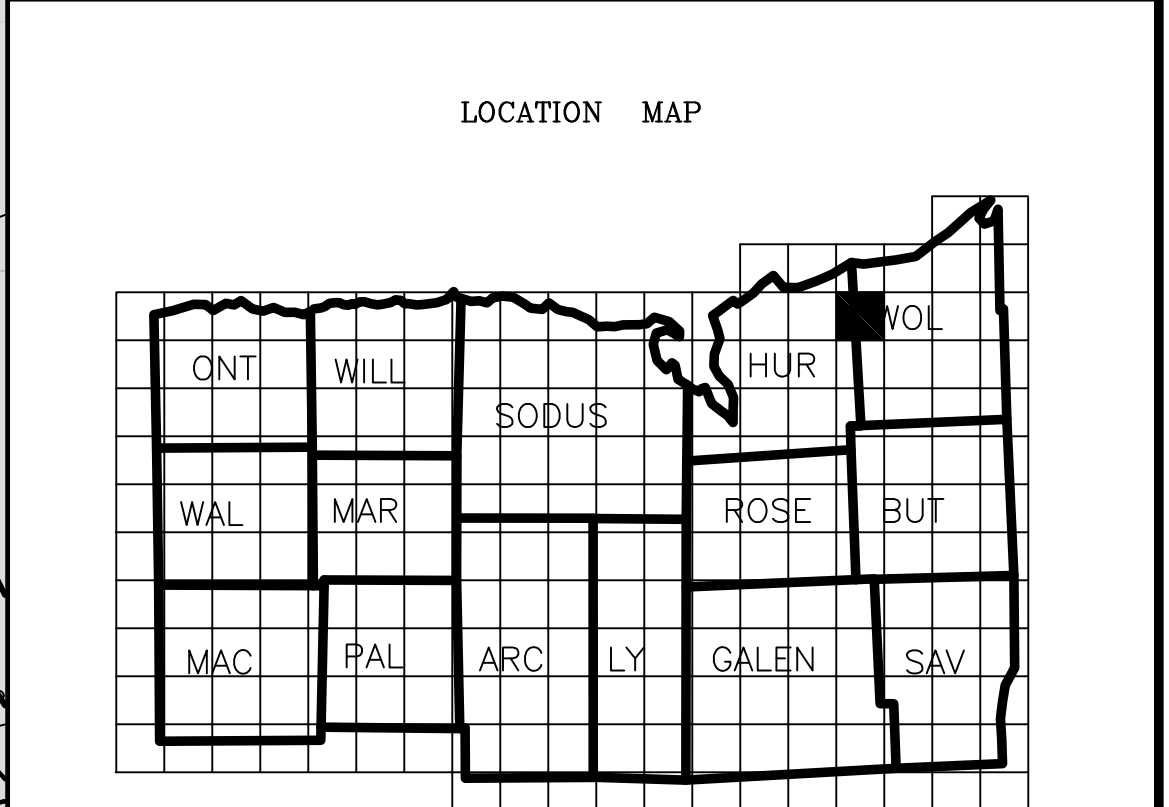 LOCATION MAP
WOL
HUR
ONT
WILL
SODUS
WAL
MAR
ROSE
BUT
MAC
PAL
ARC
LY
GALEN
SAV